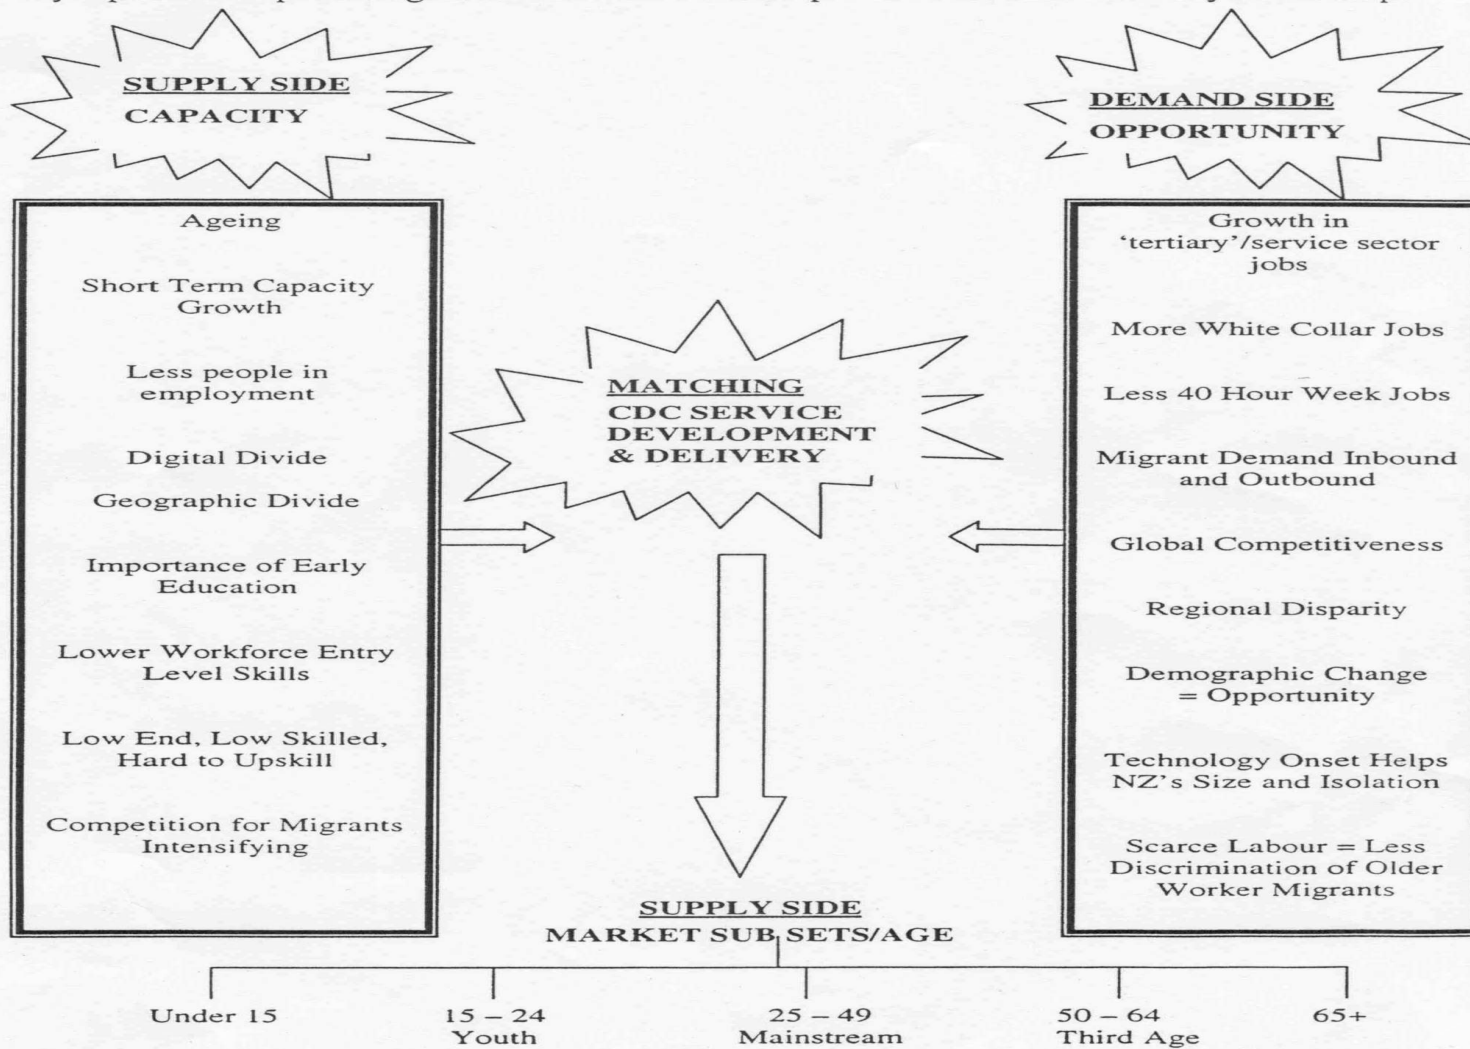 SUPPLY SIDE
CAPACITY
DEMAND SIDE
OPPORTUNITY
Ageing
Short Term Capacity
Growth
Less people in
employment
Digital Divide
Geographic Divide
Importance of Early
Education
Lower Workforce Entry
Level Skills
Low End, Low Skilled,
Hard to Upskill
Competition for Migrants
Intensifying
MATCHING
CDC SERVICE
DEVELOPMENT
& DELIVERY
Growth in
‘tertiary’/service sector
jobs
More White Collar Jobs
Less 40 Hour Week Jobs
Migrant Demand Inbound
and Outbound
Global Competitiveness
Regional Disparity
Demographic Change
= Opportunity
Technology Onset Helps
NZ’s Size and Isolation
Scarce Labour = Less
Discrimination of Older
Worker Migrants
SUPPLY SIDE
MARKET SUB SETS/AGE
Under 15
15 – 24
Youth
25 – 49
Mainstream
50 – 64
Third Age
65+